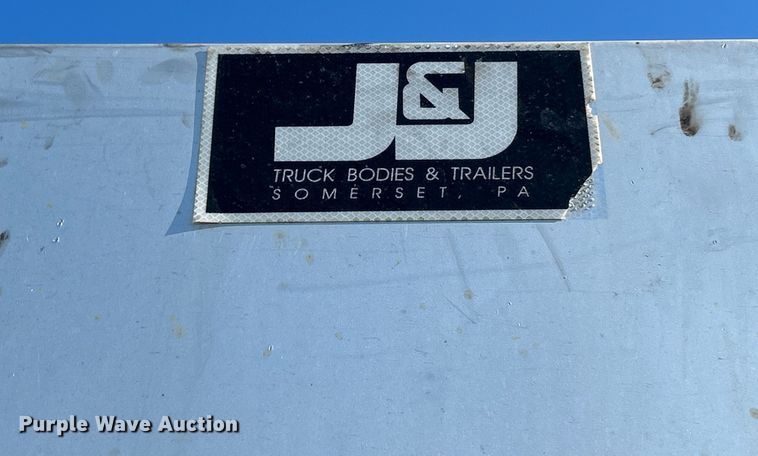 J&J
TRUCK BODIES & TRAILERS
SOMERSET, PA
Purple Wave Auction